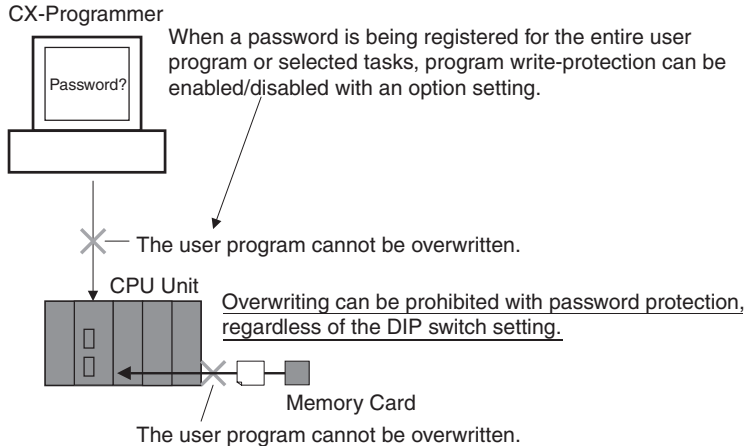 CX-Programmer
When a password is being registered for the entire user
program or selected tasks, program write-protection can be
enabled/disabled with an option setting.
Password?
The user program cannot be overwritten.
CPU Unit
Overwriting can be prohibited with password protection,
regardless of the DIP switch setting.
Memory Card
The user program cannot be overwritten.